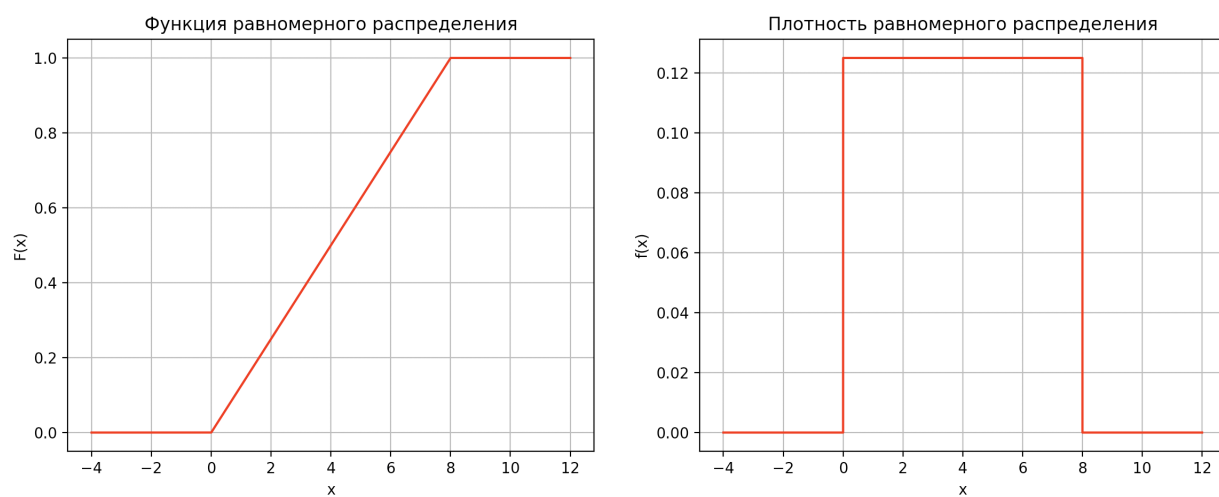 Функция равномерного распределения
1.0
0.8
0.6
0.4
0.2
0.0
F(x)
−4 −2 0 2 4 6 8 10 12
x
Плотность равномерного распределения
0.12
0.10
0.08
0.06
0.04
0.02
0.00
f(x)
−4 −2 0 2 4 6 8 10 12
x